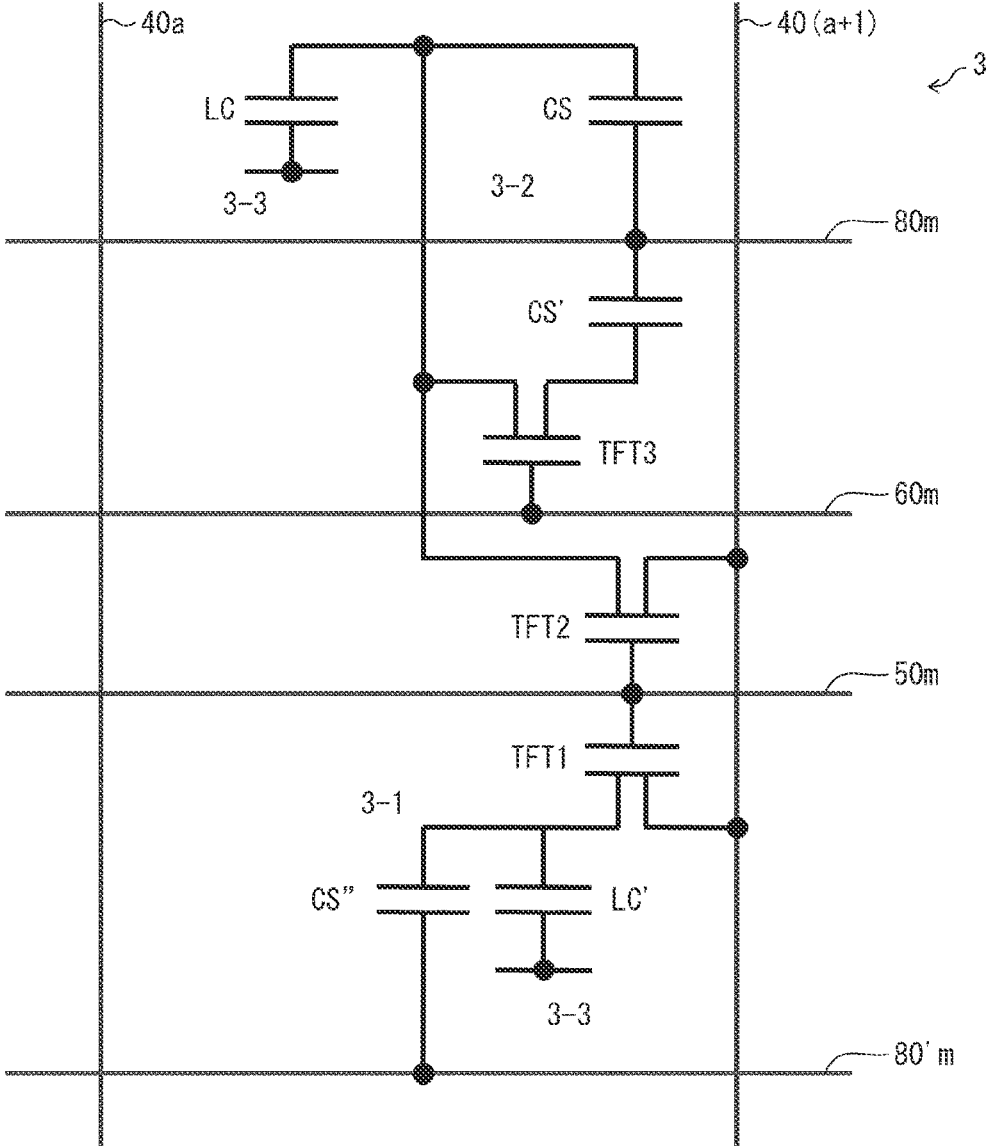 40a
40(a+1)
3
LC
CS
3-3
3-2
80m
CS'
TFT3
60m
TFT2
50m
TFT1
3-1
CS”
LC'
3-3
80'm